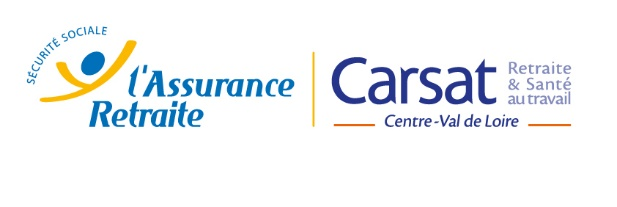 SÉCURITÉ SOCIALE
l'Assurance
Retraite
Carsat
Retraite
& Santé
au travail
Centre-Val de Loire